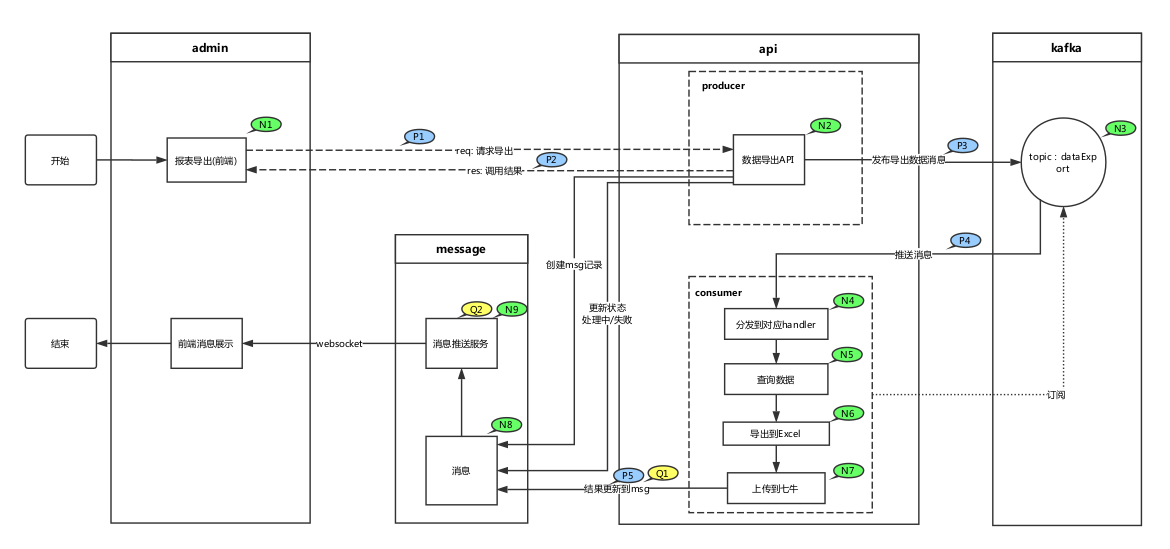 admin
api
kafka
producer
N1
P1
N2
N3
P3
req: 请求导出
P2
开始
报表导出(前端)
数据导出API
发布导出数据消息
topic : dataExp
ort
res: 调用结果
message
P4
推送消息
创建msg记录
consumer
N4
更新状态
处理中/失败
Q2
N9
分发到对应handler
结束
前端消息展示
websocket
消息推送服务
N5
查询数据
订阅
N6
N8
导出到Excel
消息
P5
Q1
N7
结果更新到msg
上传到七牛